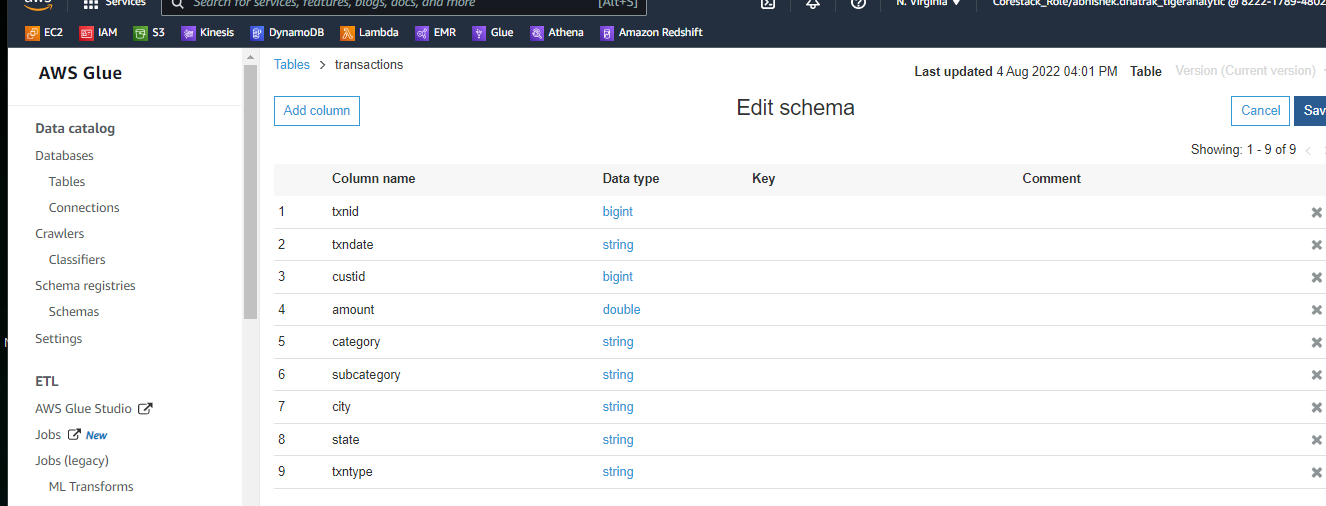 aws Services Search for services, features, blogs, docs, and more [Alt+S] N. Virginia
EC2 IAM S3 Kinesis DynamoDB Lambda EMR Glue Athena Amazon Redshift
AWS Glue
Data catalog
Databases
Tables
Connections
Crawlers
Classifiers
Schema registries
Schemas
Settings
ETL
AWS Glue Studio
Jobs New
Jobs (legacy)
ML Transforms
Tables > transactions
Last updated 4 Aug 2022 04:01 PM Table Version (Current version)
Add column Edit schema Cancel Sav
Showing: 1 - 9 of 9 < >
Column name Data type Key Comment
1 txnid bigint
2 txndate string
3 custid bigint
4 amount double
5 category string
6 subcategory string
7 city string
8 state string
9 txntype string